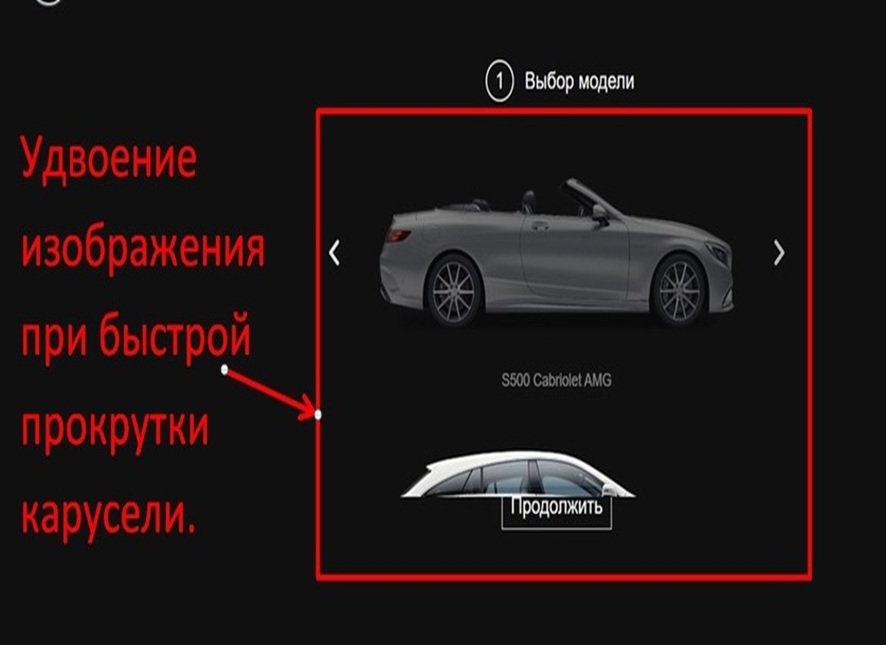 1 Выбор модели
Удвоение
изображения
при быстрой
прокрутки
карусели.
S500 Cabriolet AMG
Продолжить